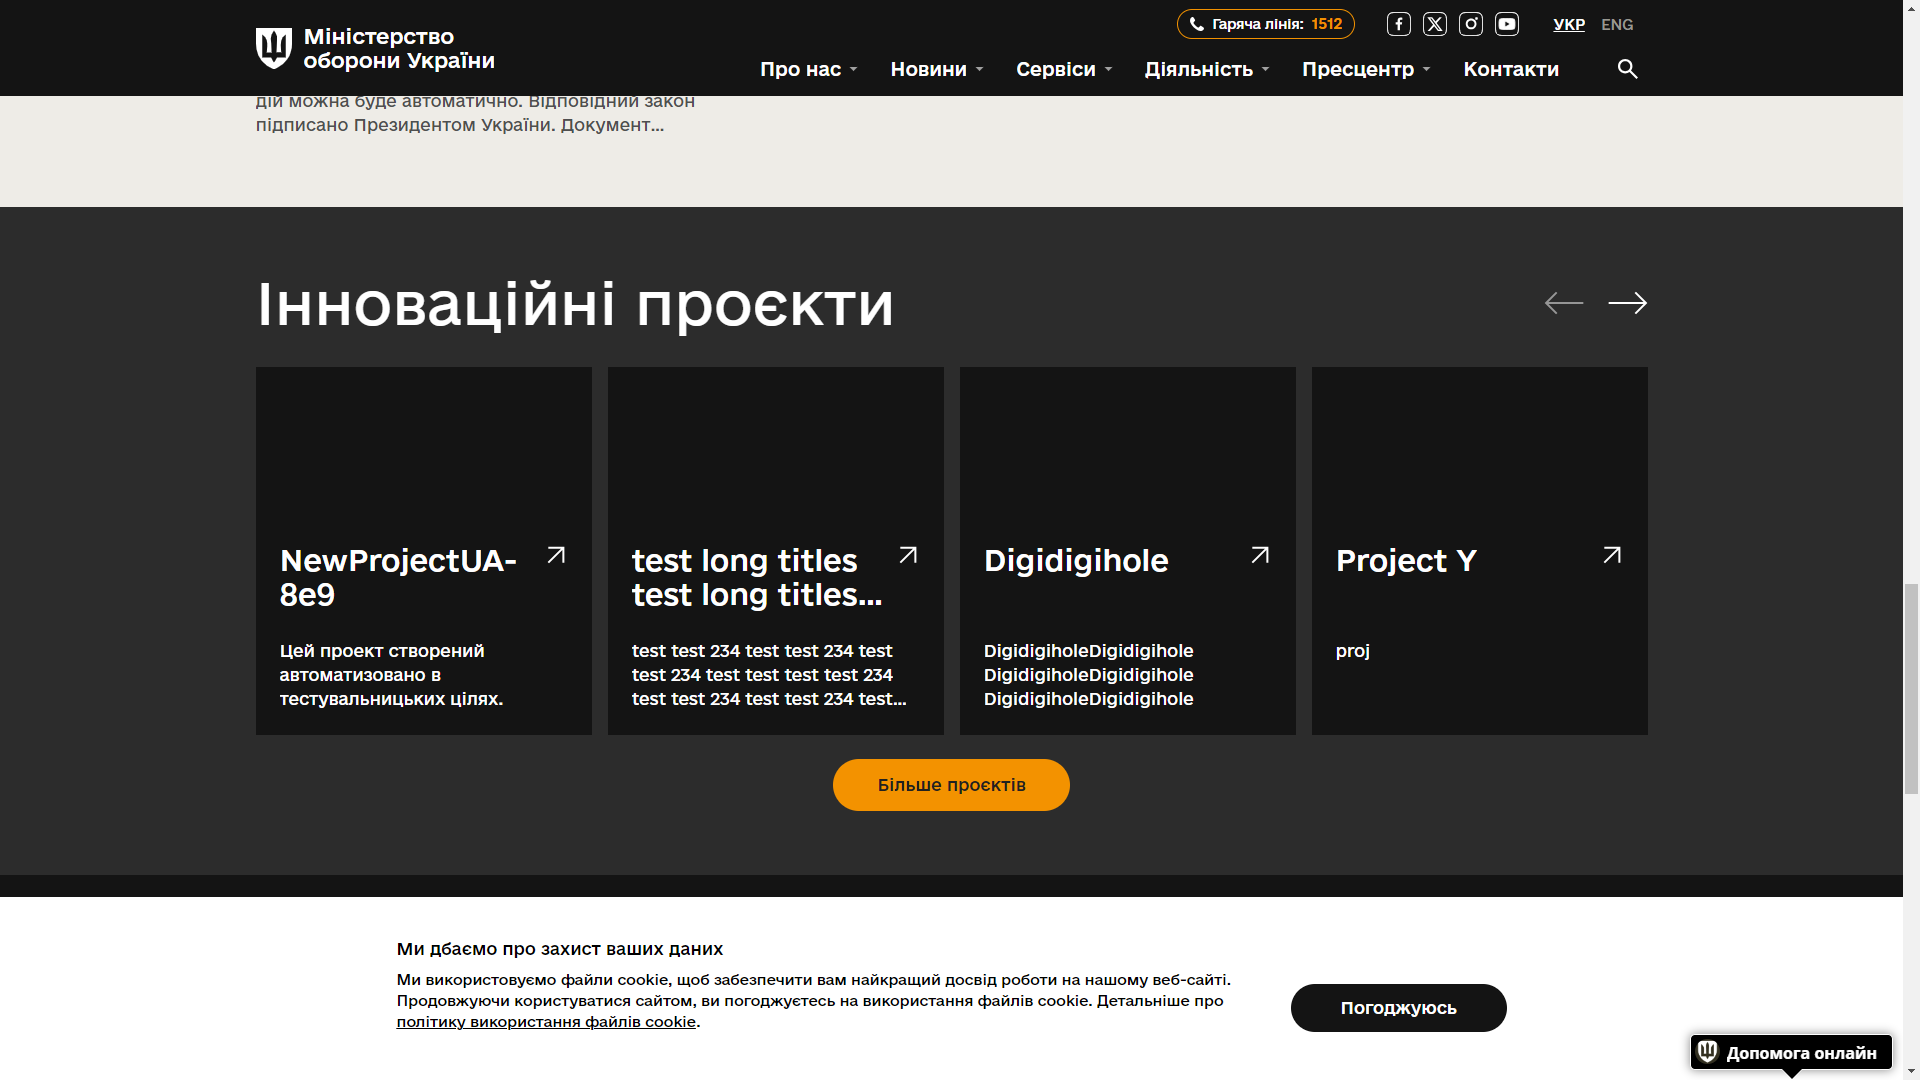 Міністерство
оборони України
Гаряча лінія: 1512
УКР ENG
Про нас Новини Сервіси Діяльність Пресцентр Контакти
дій можна буде автоматично. Відповідний закон
підписано Президентом України. Документ...
Інноваційні проєкти
NewProjectUA-
8e9
Цей проект створений
автоматизовано в
тестувальницьких цілях.
test long titles
test long titles...
test test 234 test test 234 test
test 234 test test test test 234
test test 234 test test 234 test...
Digidigihole
DigidigiholeDigidigihole
DigidigiholeDigidigihole
DigidigiholeDigidigihole
Project Y
proj
Більше проєктів
Ми дбаємо про захист ваших даних
Ми використовуємо файли cookie, щоб забезпечити вам найкращий досвід роботи на нашому веб-сайті.
Продовжуючи користуватися сайтом, ви погоджуєтесь на використання файлів cookie. Детальніше про
політику використання файлів cookie.
Погоджуюсь
Допомога онлайн